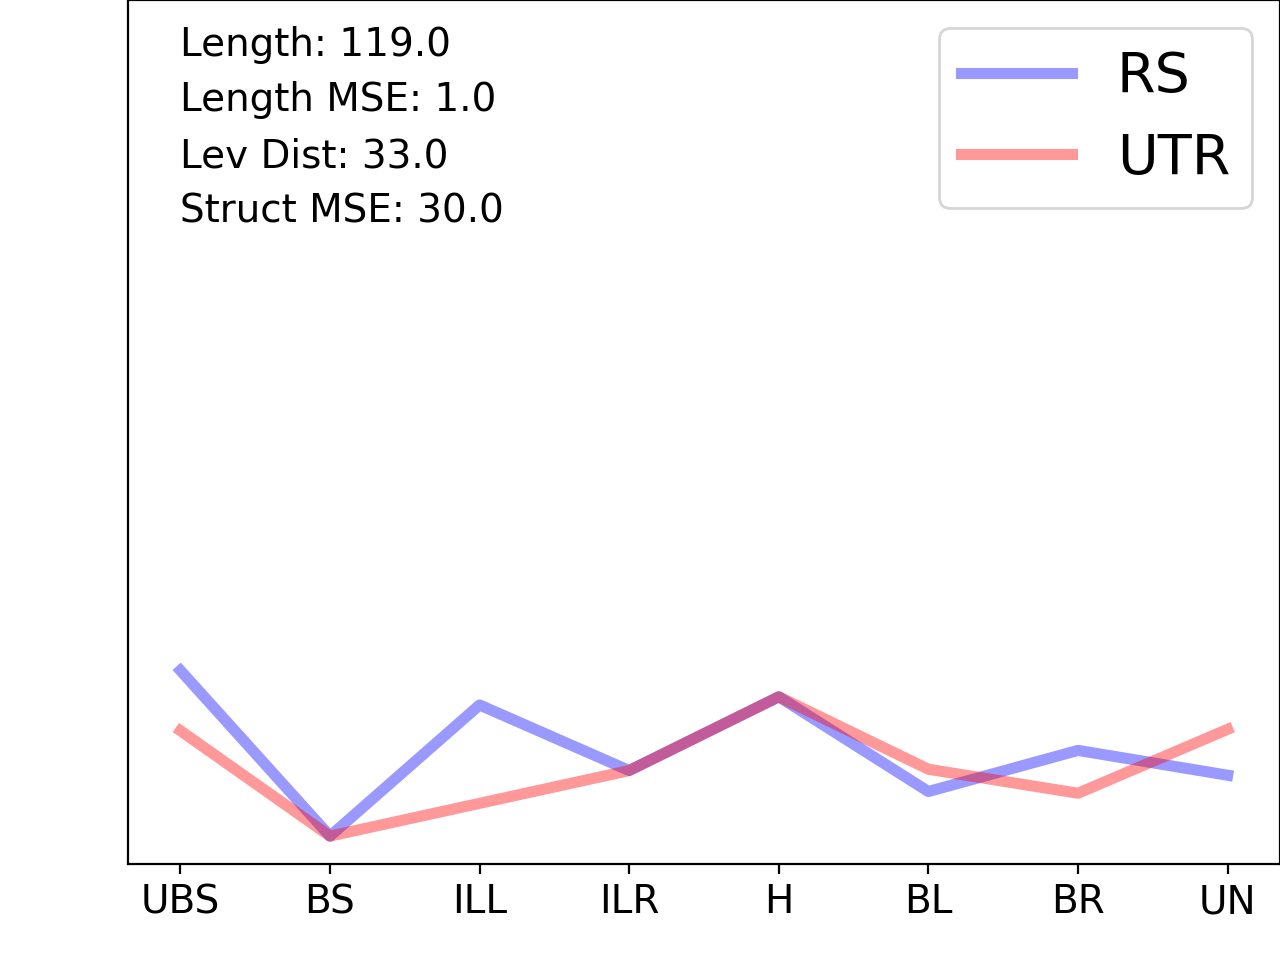 Length: 119.0
Length MSE: 1.0
Lev Dist: 33.0
Struct MSE: 30.0
RS
UTR
UBS BS ILL ILR H BL BR UN